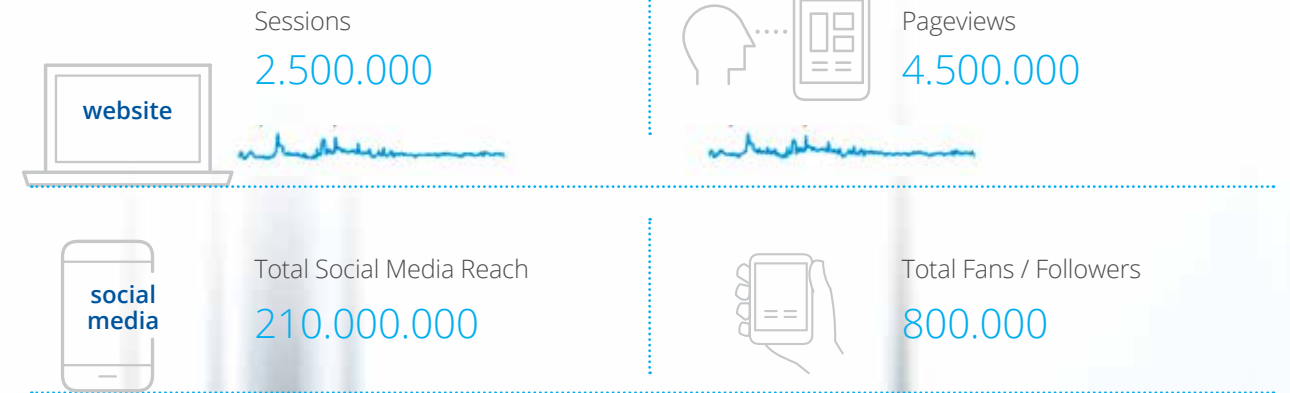 Sessions
2.500.000
website
Pageviews
4.500.000
social
media
Total Social Media Reach
210.000.000
Total Fans / Followers
800.000